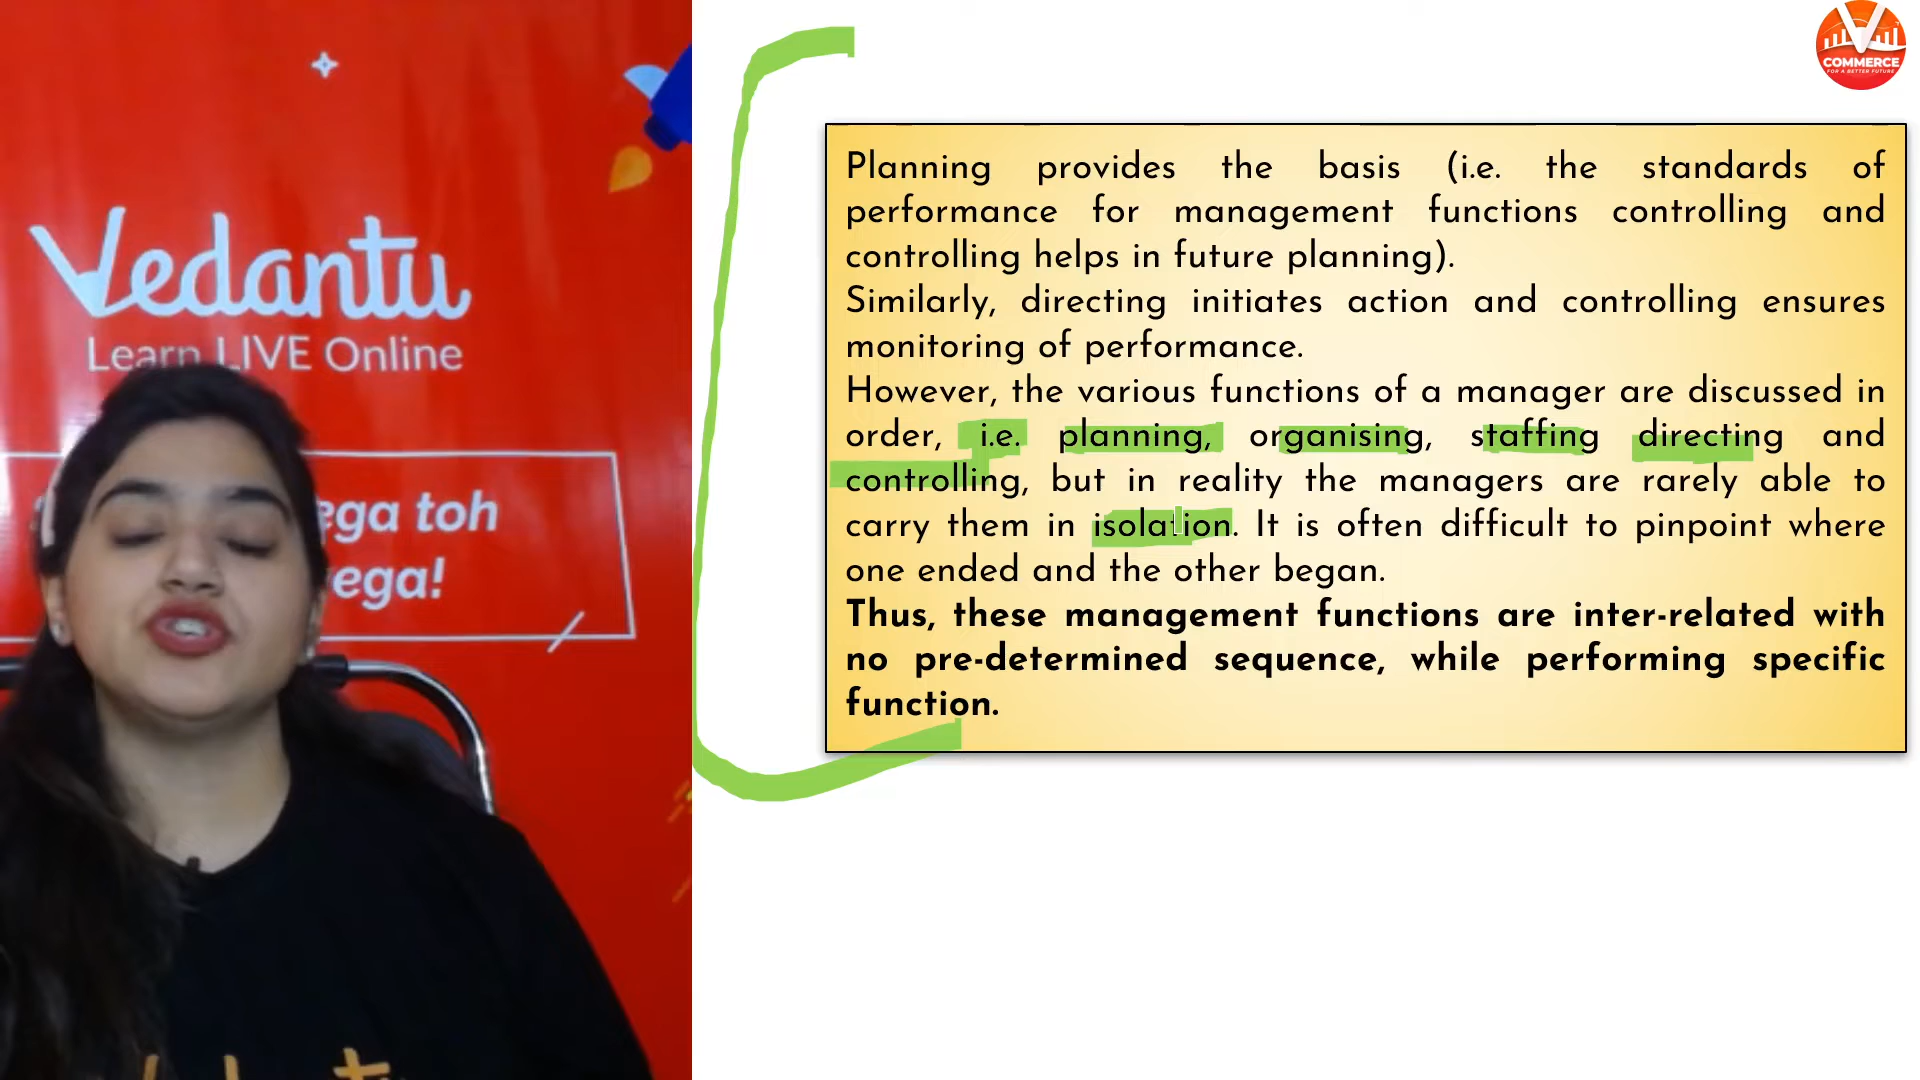 COMMERCE
FOR A BETTER FUTURE
Vedantu
Learn LIVE Online
ega toh
ega!
Planning provides the basis (i.e. the standards of
performance for management functions controlling and
controlling helps in future planning).
Similarly, directing initiates action and controlling ensures
monitoring of performance.
However, the various functions of a manager are discussed in
order, i.e. planning, organising, staffing directing and
controlling, but in reality the managers are rarely able to
carry them in isolation. It is often difficult to pinpoint where
one ended and the other began.
Thus, these management functions are inter-related with
no pre-determined sequence, while performing specific
function.